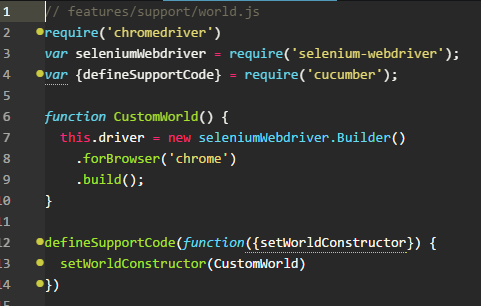 1 // features/support/world.js
2 require('chromedriver')
3 var seleniumWebdriver = require('selenium-webdriver');
4 var {defineSupportCode} = require('cucumber');
5
6 function CustomWorld() {
7   this.driver = new seleniumWebdriver.Builder()
8     .forBrowser('chrome')
9     .build();
10 }
11
12 defineSupportCode(function({setWorldConstructor}) {
13   setWorldConstructor(CustomWorld)
14 })